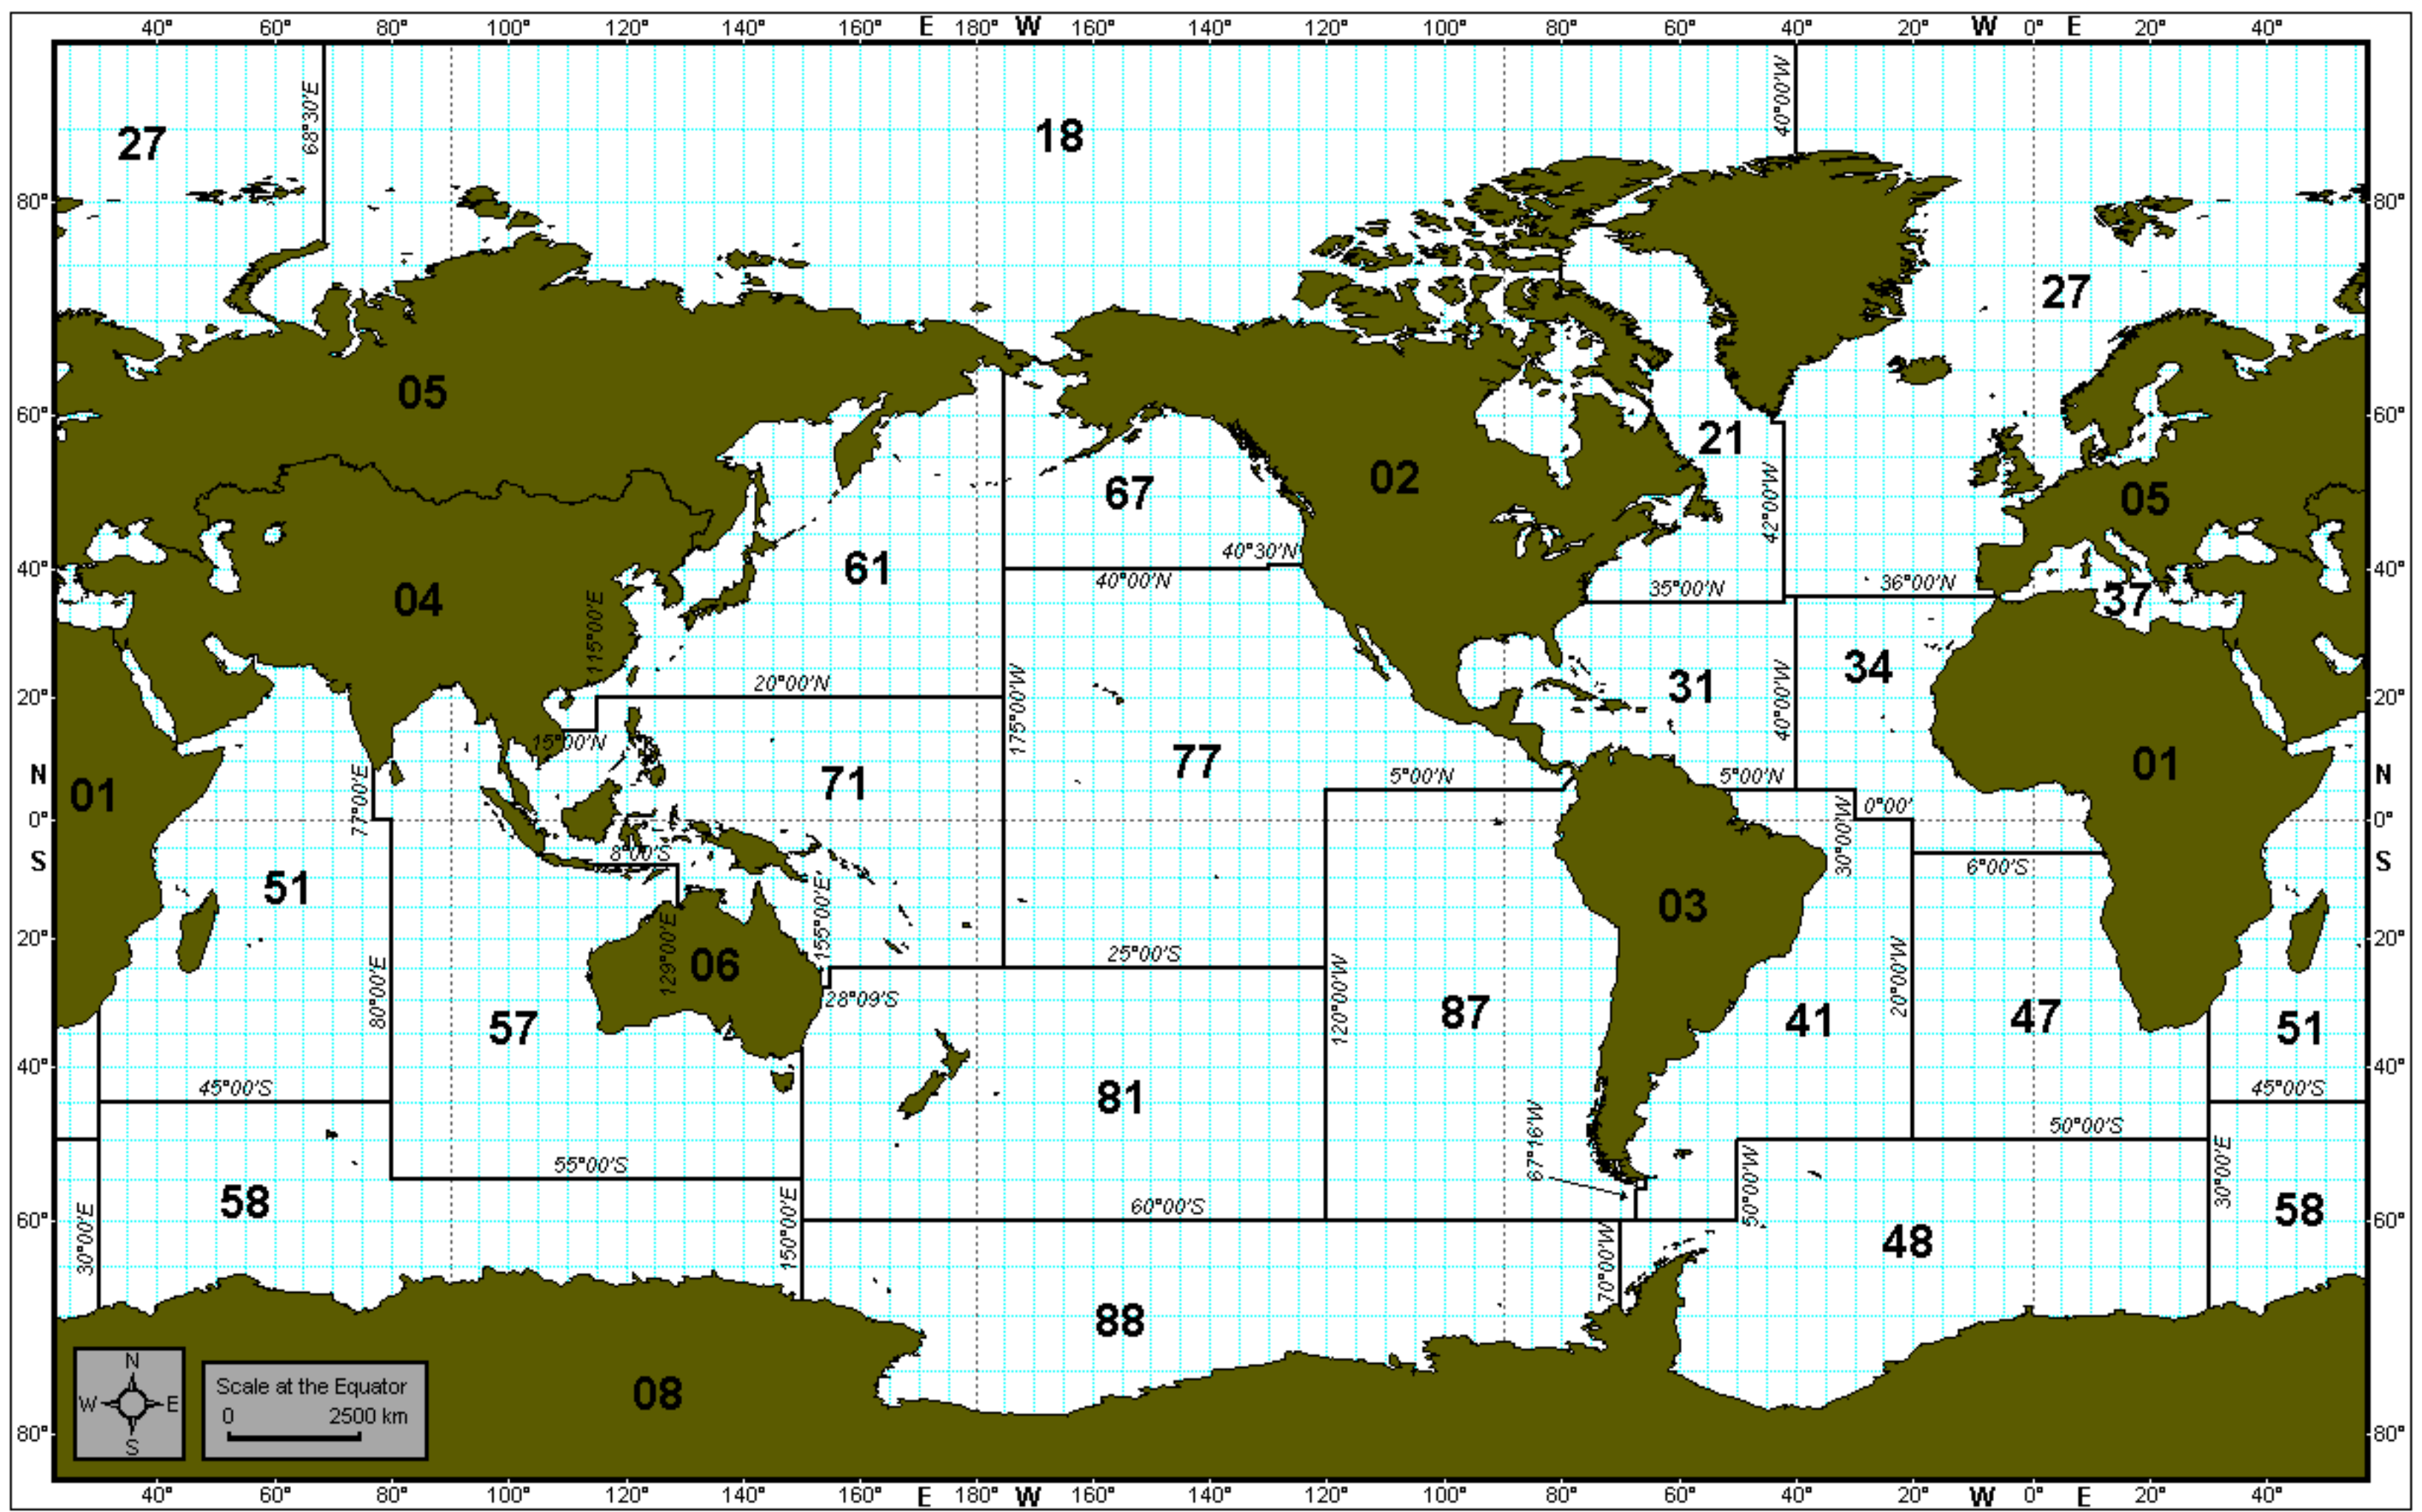 40° 60° 80° 100° 120° 140° 160° E 180° W 160° 140° 120° 100° 80° 60° 40° 20° W 0° E 20° 40°
68°30'E
40°00'W
27
18
80° 80°
27
05
60° 60°
21
02
67
42°00'W
05
40°30'N
61
40° 40°
40°00'N
35°00'N
36°00'N
37
04
115°00'E
34
31
20°00'N
175°00'W
40°00'W
20° 20°
15°00'N
77
01
5°00'N
5°00'N
N N
71
01
77°00'E
30°00'W
0°00'
0° 0°
8°00'S
S S
6°00'S
51
03
155°00'E
129°00'E
06
20° 20°
25°00'S
80°00'E
20°00'W
28°09'S
120°00'W
87
41
47
51
57
40° 40°
45°00'S
45°00'S
81
67°16'W
50°00'S
55°00'S
50°00'W
30°00'E
58
60°00'S
58
60° 60°
30°00'E
150°00'E
70°00'W
48
88
N
W E
S
Scale at the Equator
0 2500 km
08
80° 80°
40° 60° 80° 100° 120° 140° 160° E 180° W 160° 140° 120° 100° 80° 60° 40° 20° W 0° E 20° 40°